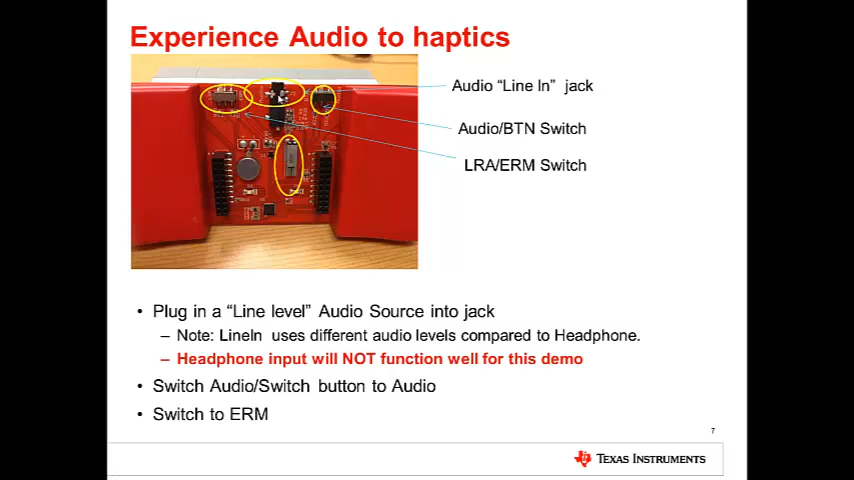 Experience Audio to haptics
Audio “Line In” jack
Audio/BTN Switch
LRA/ERM Switch
• Plug in a “Line level” Audio Source into jack
– Note: LineIn uses different audio levels compared to Headphone.
– Headphone input will NOT function well for this demo
• Switch Audio/Switch button to Audio
• Switch to ERM
7
TEXAS INSTRUMENTS